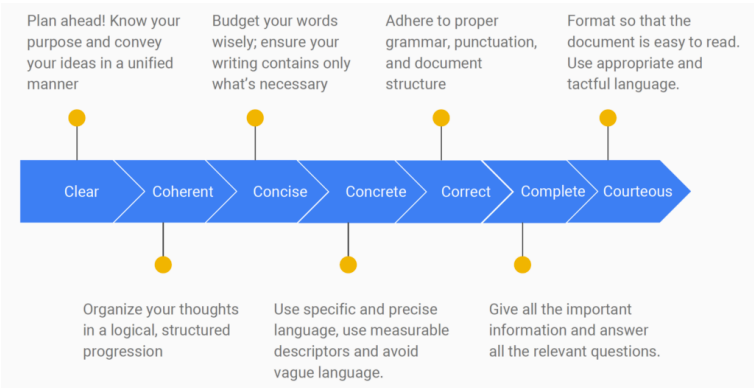 Plan ahead! Know your
purpose and convey
your ideas in a unified
manner
Budget your words
wisely; ensure your
writing contains only
what's necessary
Adhere to proper
grammar, punctuation,
and document
structure
Format so that the
document is easy to read.
Use appropriate and
tactful language.
Clear
Coherent
Concise
Concrete
Correct
Complete
Courteous
Organize your thoughts
in a logical, structured
progression
Use specific and precise
language, use measurable
descriptors and avoid
vague language.
Give all the important
information and answer
all the relevant questions.